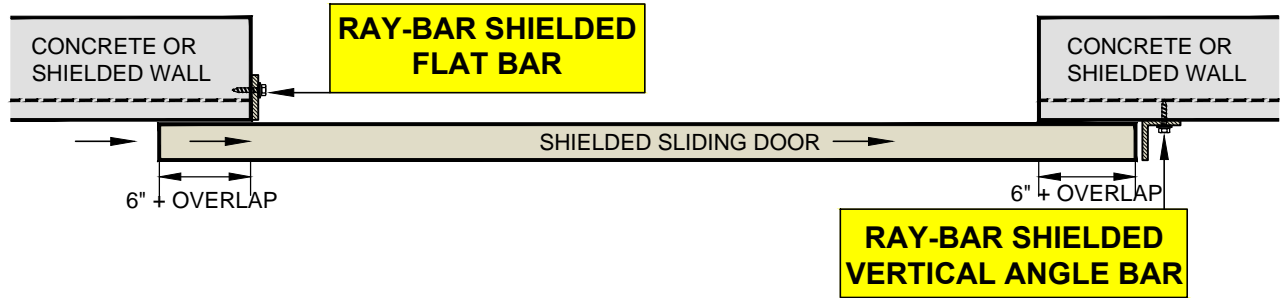 CONCRETE OR
SHIELDED WALL
RAY-BAR SHIELDED
FLAT BAR
CONCRETE OR
SHIELDED WALL
SHIELDED SLIDING DOOR
6" + OVERLAP
6" + OVERLAP
RAY-BAR SHIELDED
VERTICAL ANGLE BAR